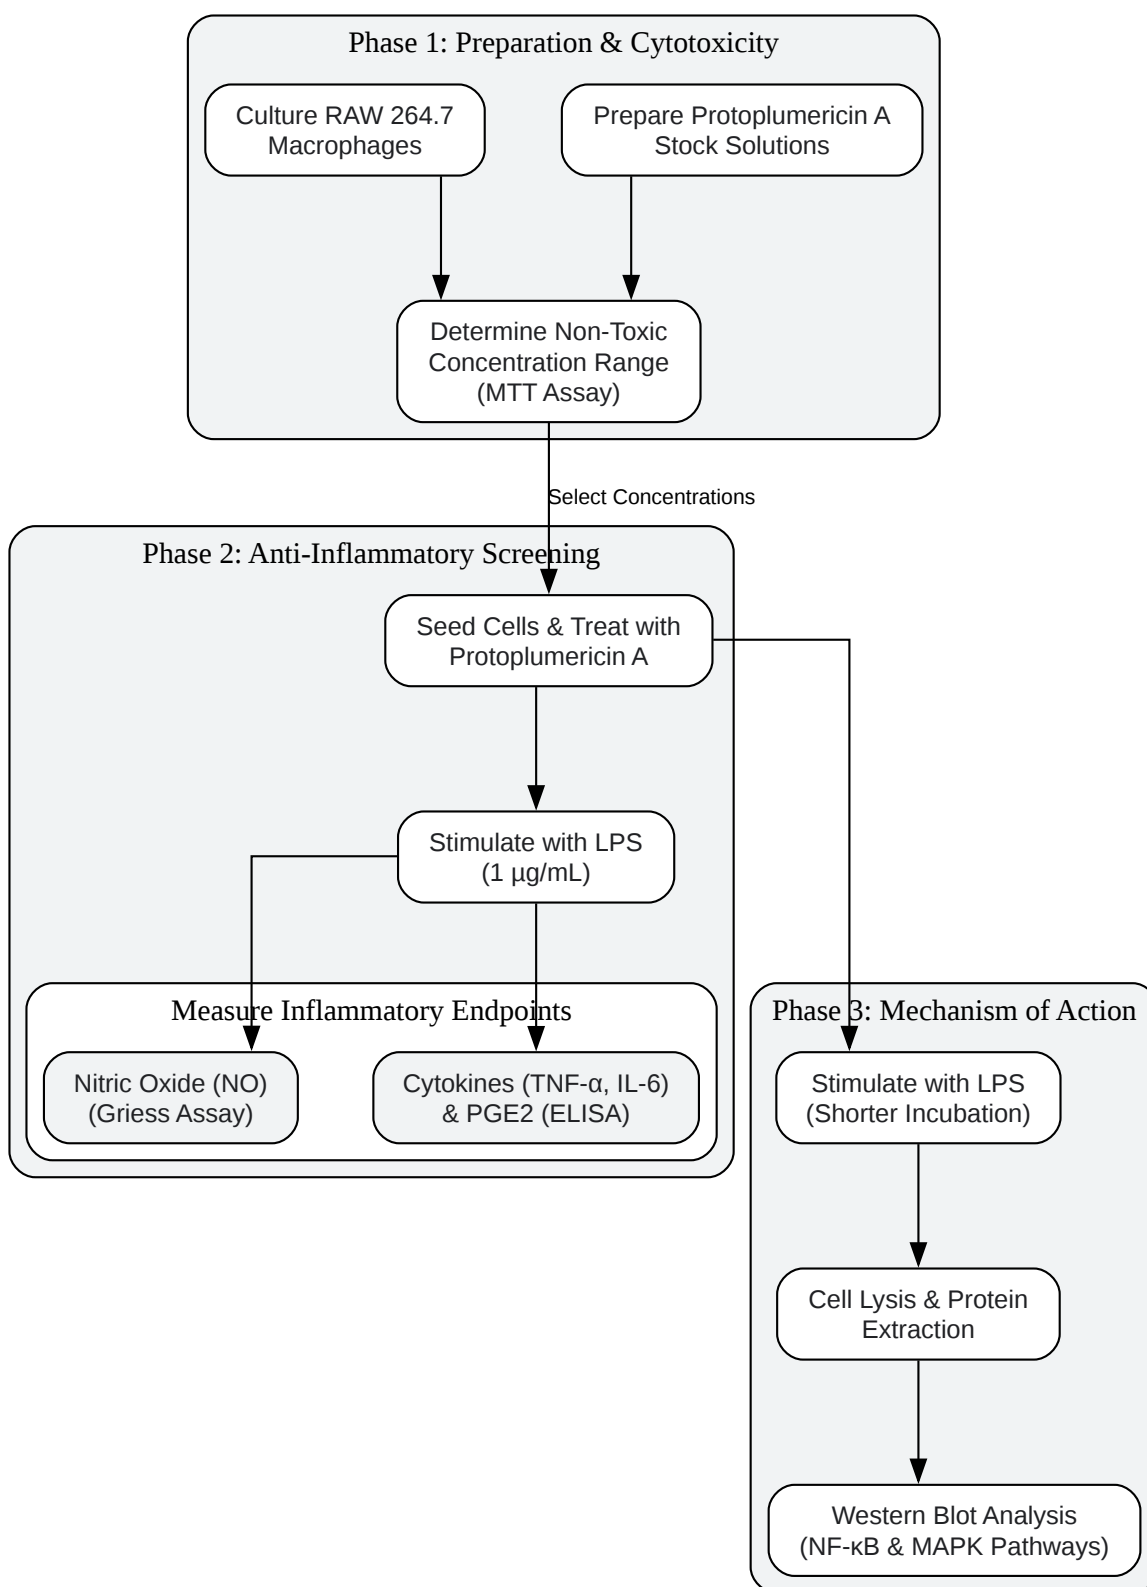 Phase 1: Preparation & Cytotoxicity
Culture RAW 264.7
Macrophages
Prepare Protoplumericin A
Stock Solutions
Determine Non-Toxic
Concentration Range
(MTT Assay)
Select Concentrations
Phase 2: Anti-Inflammatory Screening
Seed Cells & Treat with
Protoplumericin A
Stimulate with LPS
(1 µg/mL)
Measure Inflammatory Endpoints
Nitric Oxide (NO)
(Griess Assay)
Cytokines (TNF-α, IL-6)
& PGE2 (ELISA)
Phase 3: Mechanism of Action
Stimulate with LPS
(Shorter Incubation)
Cell Lysis & Protein
Extraction
Western Blot Analysis
(NF-κB & MAPK Pathways)